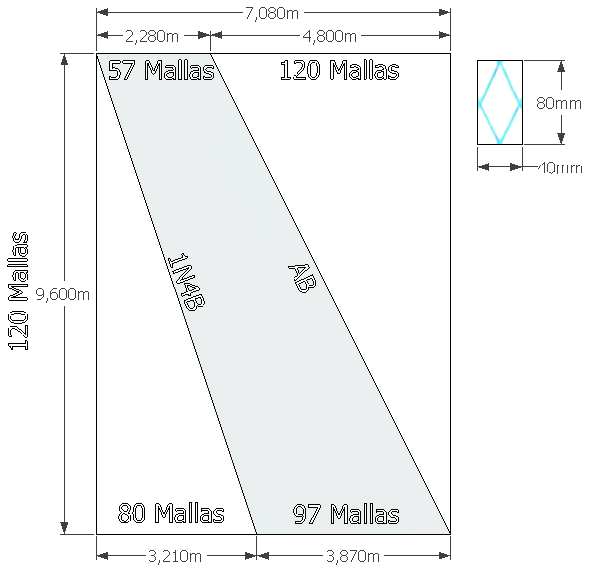 7,080m
2,280m
4,800m
57 Mallas
120 Mallas
80mm
40mm
120 Mallas
9,600m
1N4B
AB
80 Mallas
97 Mallas
3,210m
3,870m